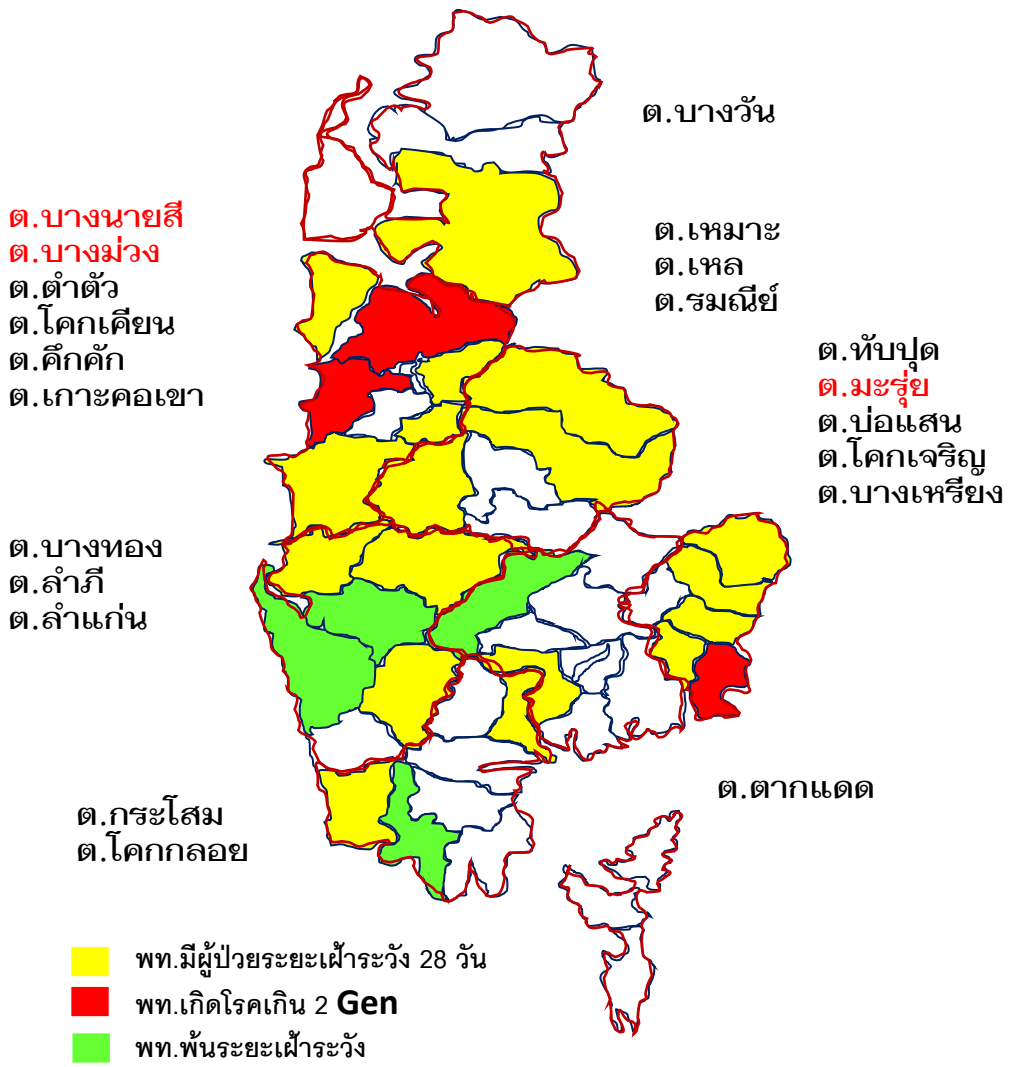 ต.บางวัน
ต.บางนายสี
ต.บางม่วง
ต.ตำตัว
ต.โคกเคียน
ต.คึกคัก
ต.เกาะคอเขา
ต.เหมาะ
ต.เหล
ต.รมณีย์
ต.ทับปุด
ต.มะรุ่ย
ต.บ่อแสน
ต.โคกเจริญ
ต.บางเหรียง
ต.บางทอง
ต.ลำภี
ต.ลำแก่น
ต.ตากแดด
ต.กระโสม
ต.โคกกลอย
พท.มีผู้ป่วยระยะเฝ้าระวัง 28 วัน
พท.เกิดโรคเกิน 2 Gen
พท.พ้นระยะเฝ้าระวัง